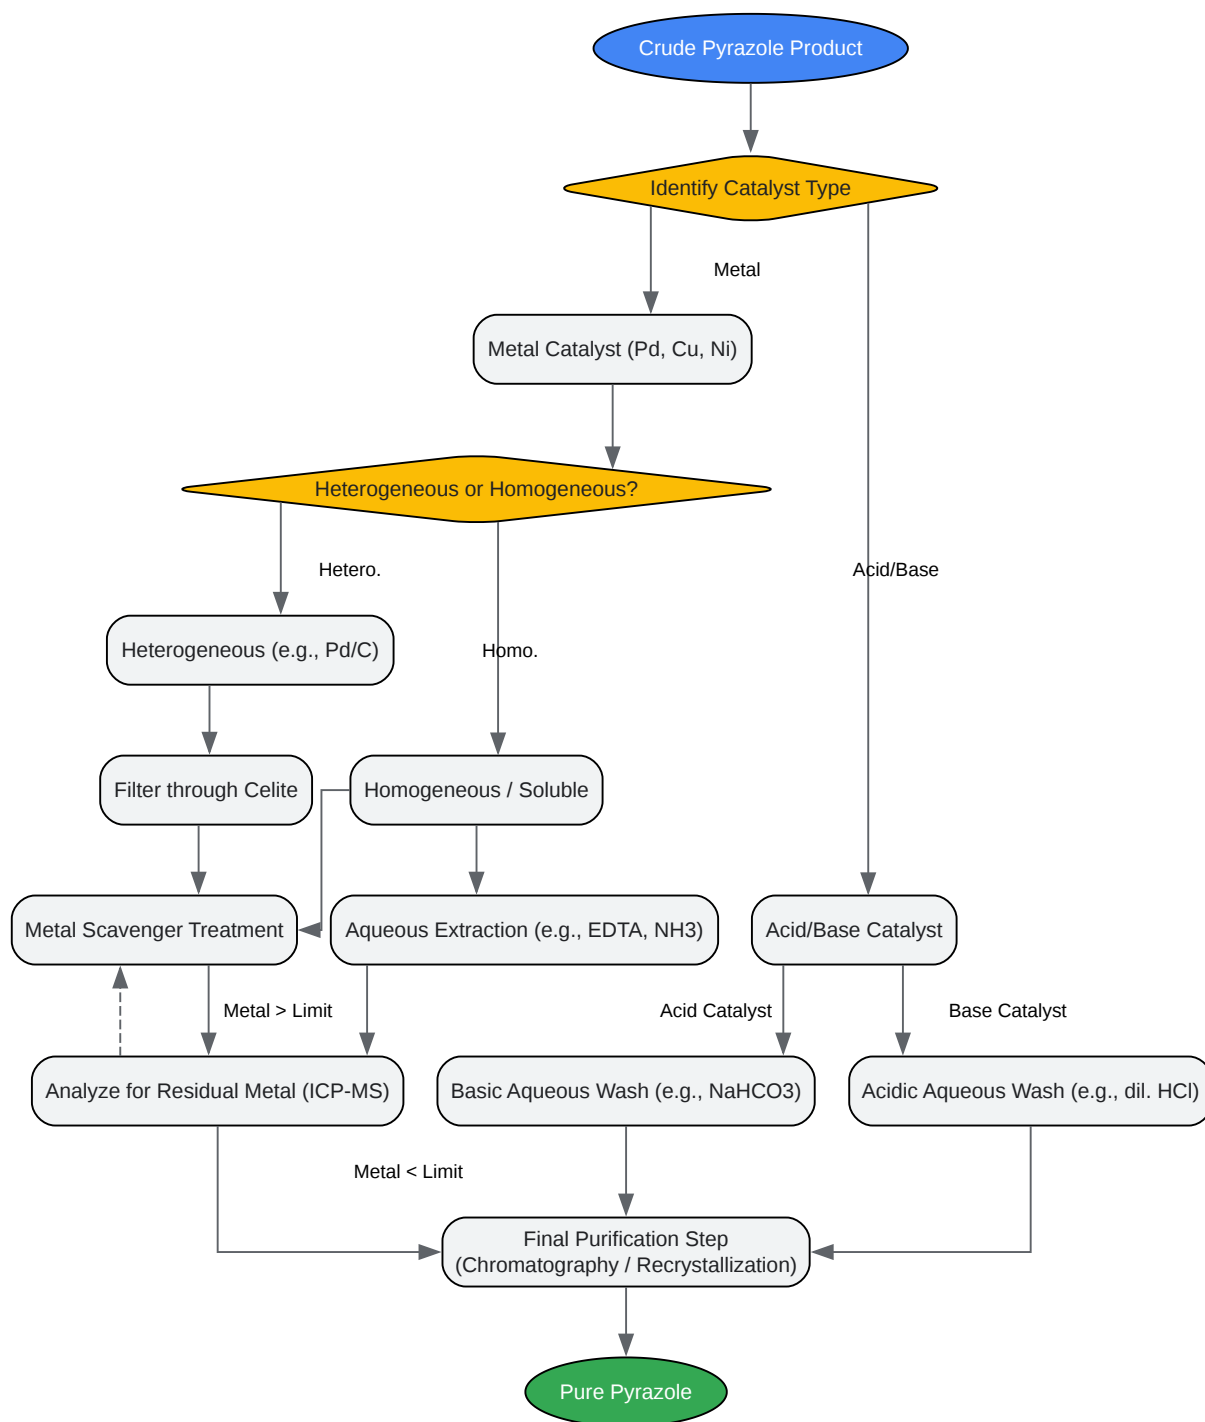 Crude Pyrazole Product
Identify Catalyst Type
Metal
Metal Catalyst (Pd, Cu, Ni)
Heterogeneous or Homogeneous?
Hetero.
Acid/Base
Heterogeneous (e.g., Pd/C)
Homo.
Filter through Celite
Homogeneous / Soluble
Metal Scavenger Treatment
Aqueous Extraction (e.g., EDTA, NH3)
Acid/Base Catalyst
Metal > Limit
Acid Catalyst
Base Catalyst
Analyze for Residual Metal (ICP-MS)
Basic Aqueous Wash (e.g., NaHCO3)
Acidic Aqueous Wash (e.g., dil. HCl)
Metal < Limit
Final Purification Step
(Chromatography / Recrystallization)
Pure Pyrazole